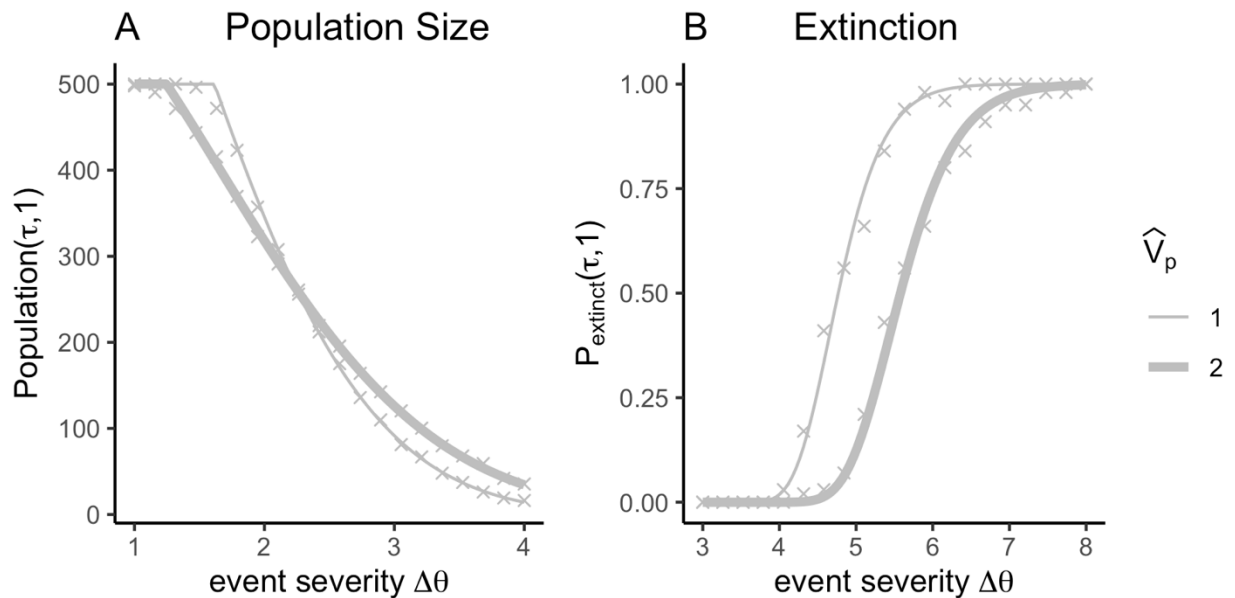 A Population Size
500
400
300
200
100
0
Population(τ,1)
1 2 3 4
event severity Δθ
B Extinction
1.00
0.75
0.50
0.25
0.00
P_extinct(τ,1)
3 4 5 6 7 8
event severity Δθ
V̂_p
1
2